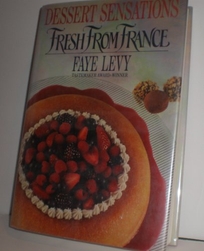 DESSERT SENSATIONS
FRESH FROM FRANCE
FAYE LEVY